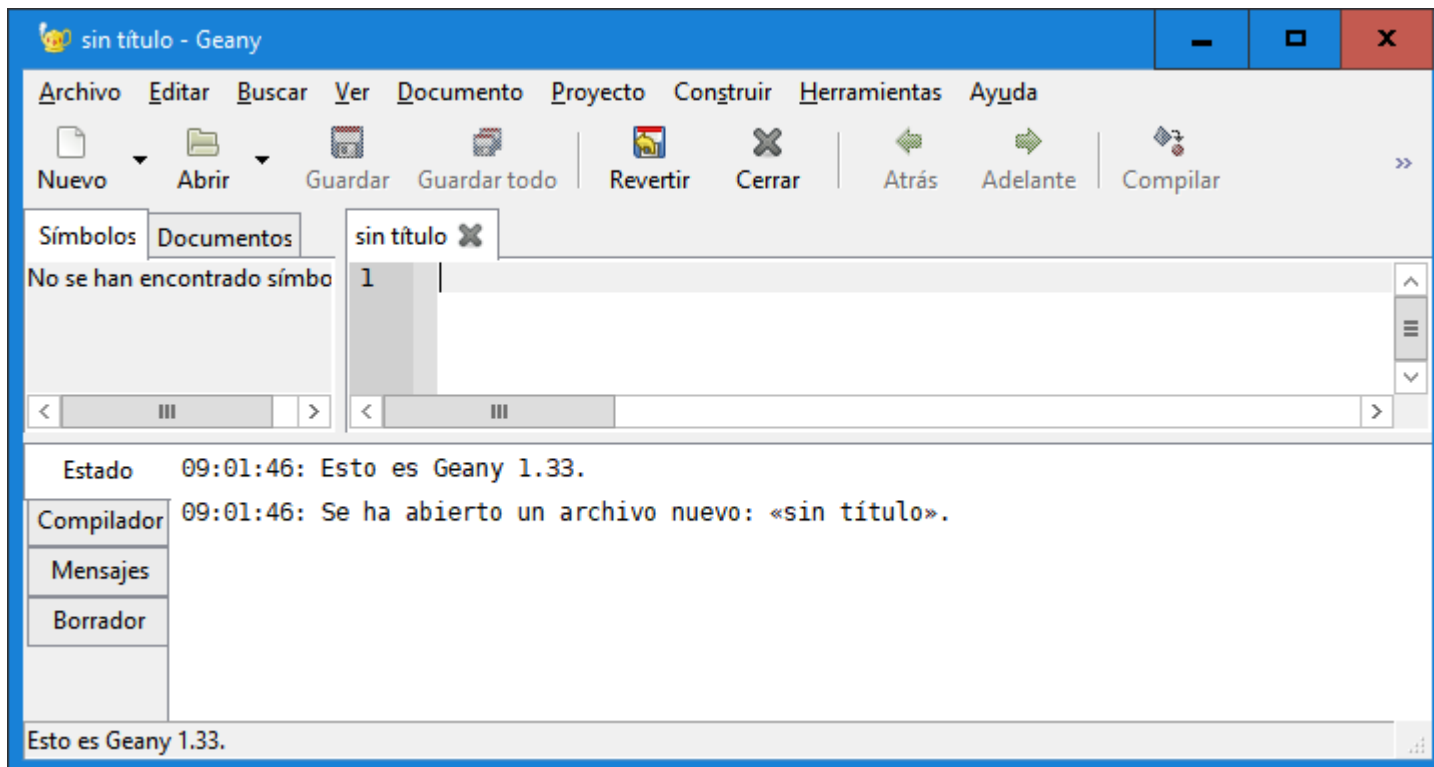 sin título - Geany
Archivo Editar Buscar Ver Documento Proyecto Construir Herramientas Ayuda
Nuevo Abrir Guardar Guardar todo Revertir Cerrar Atrás Adelante Compilar
Símbolos Documentos sin título
No se han encontrado símbo 1
Estado 09:01:46: Esto es Geany 1.33.
Compilador 09:01:46: Se ha abierto un archivo nuevo: «sin título».
Mensajes
Borrador
Esto es Geany 1.33.